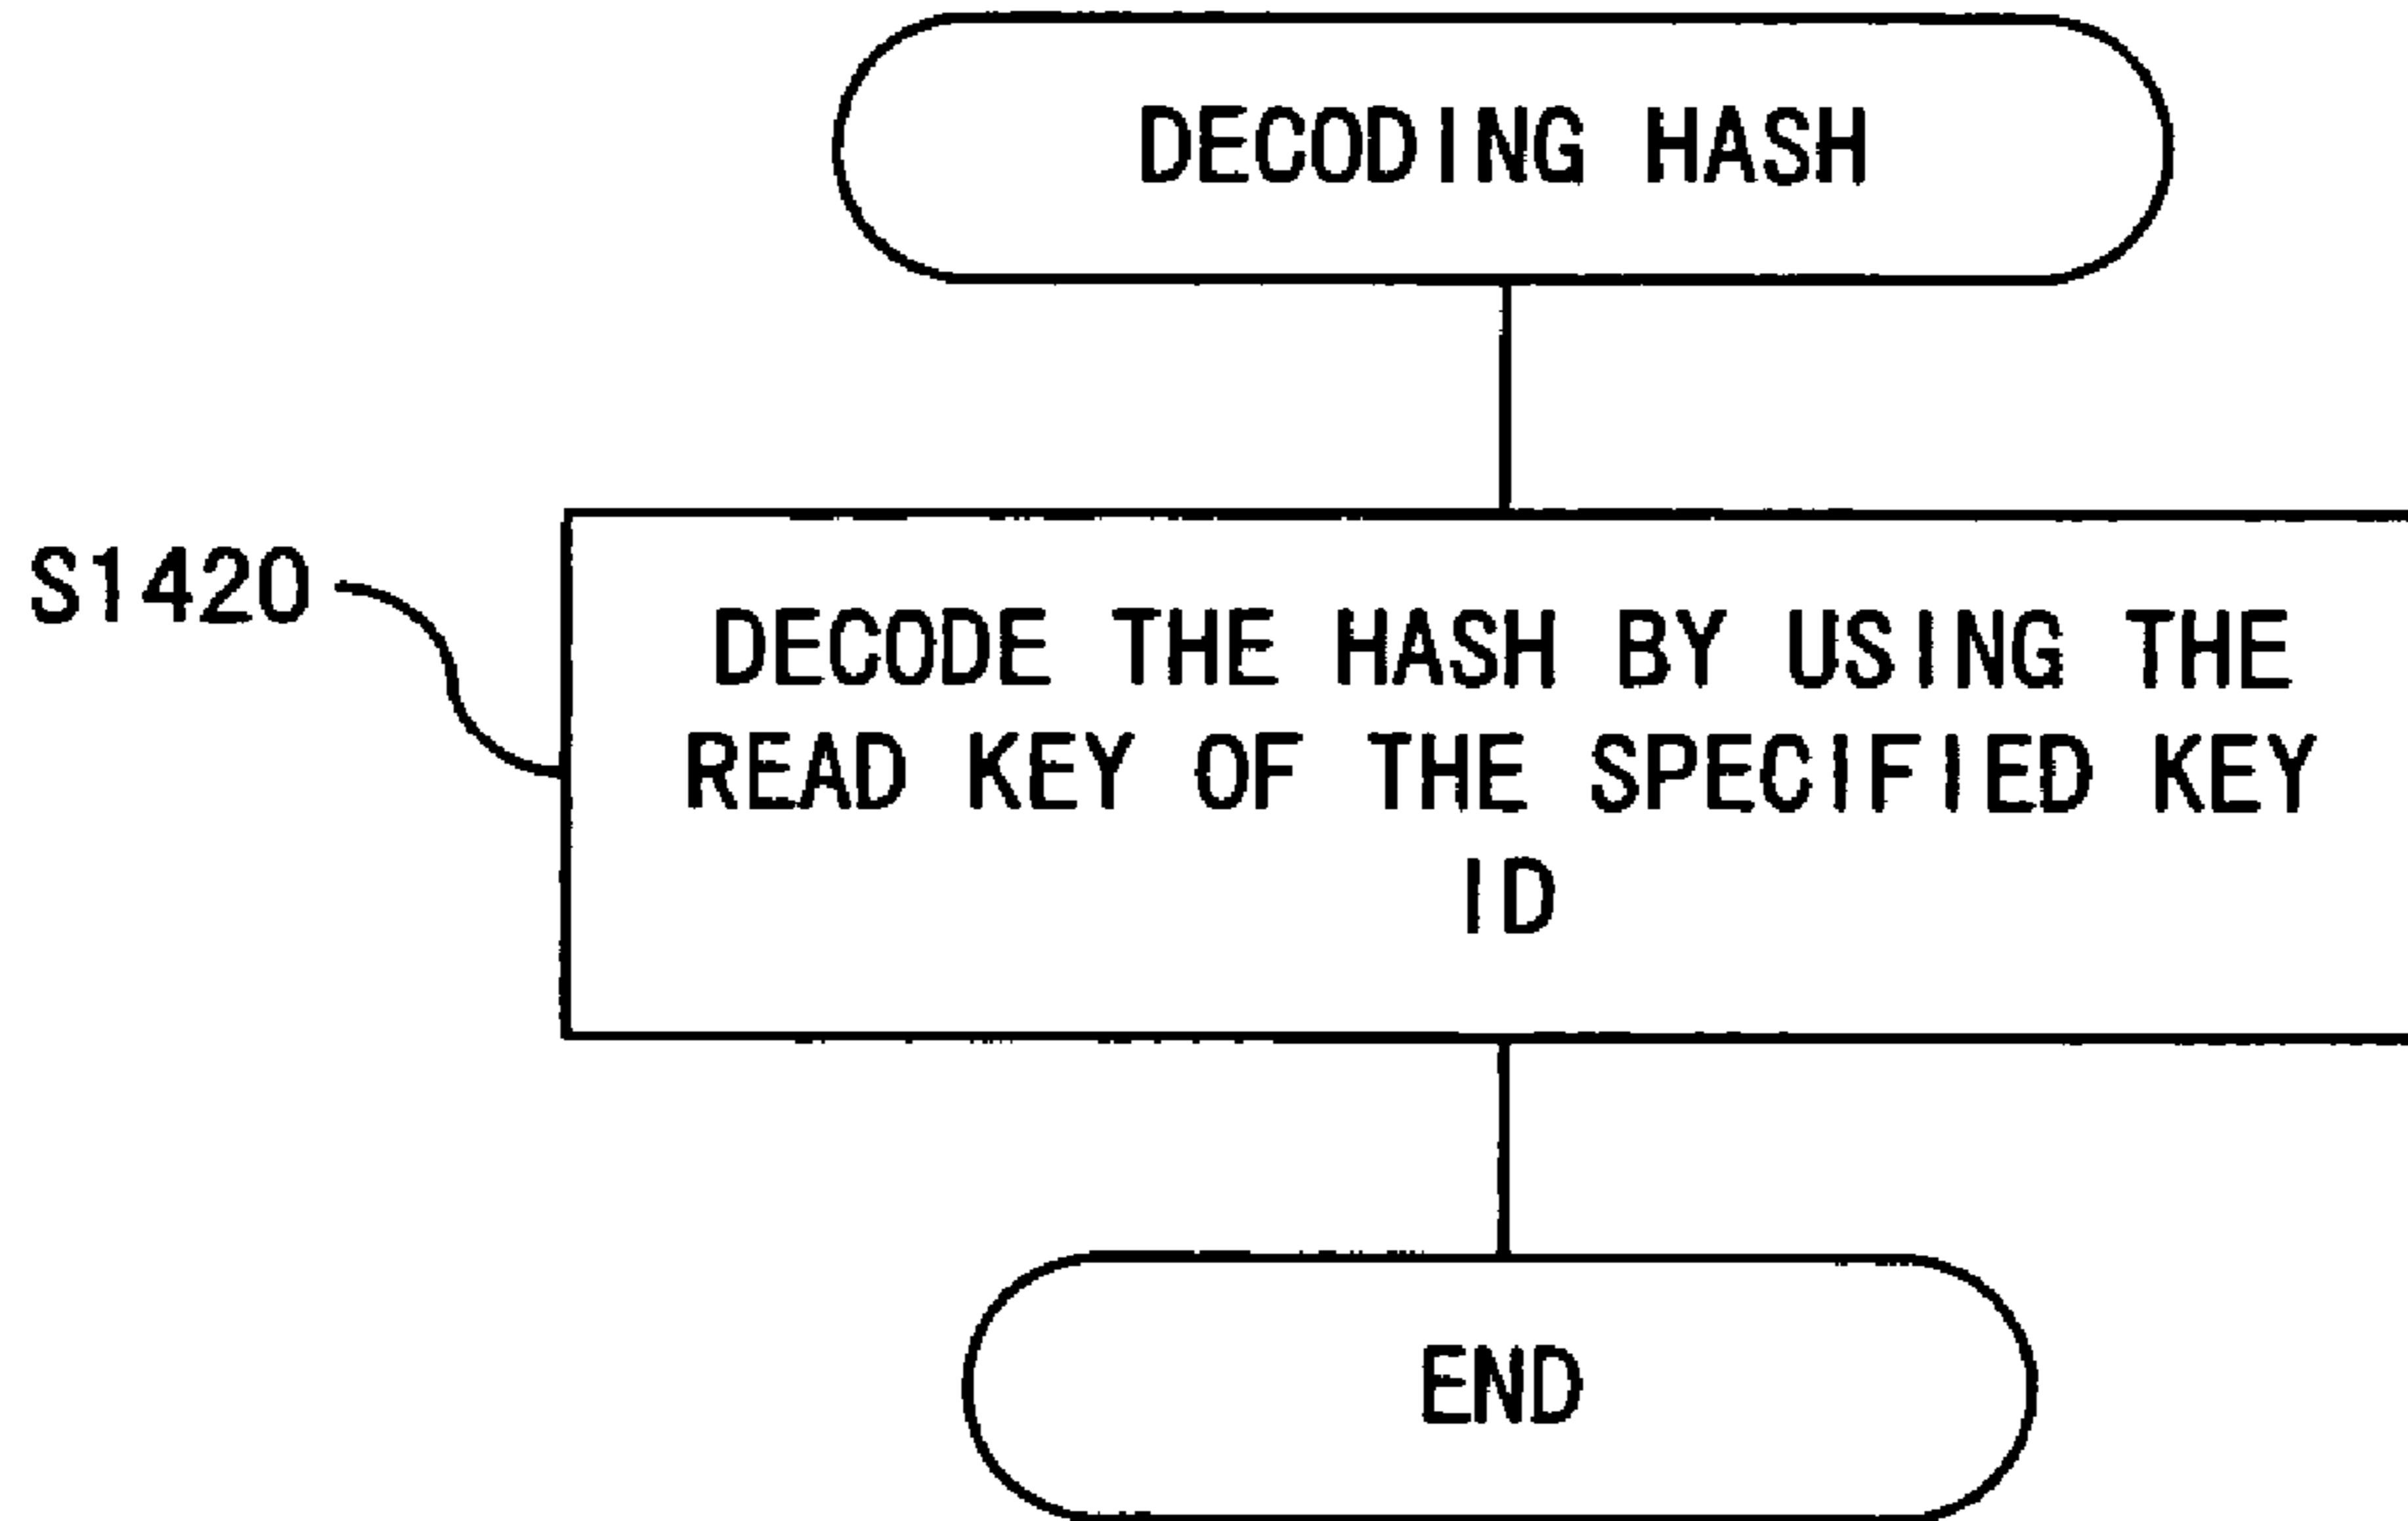 DECODING HASH
S1420
DECODE THE HASH BY USING THE
READ KEY OF THE SPECIFIED KEY
ID
END